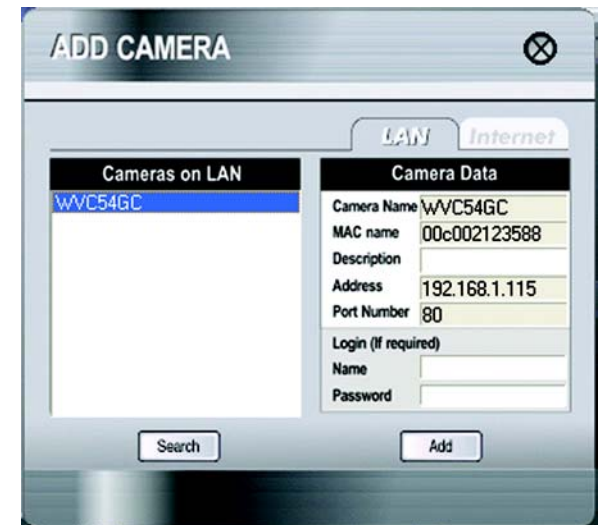 ADD CAMERA
LAN Internet
Cameras on LAN
WVC54GC
Search
Camera Data
Camera Name WVC54GC
MAC name 00c002123588
Description
Address 192.168.1.115
Port Number 80
Login (If required)
Name
Password
Add